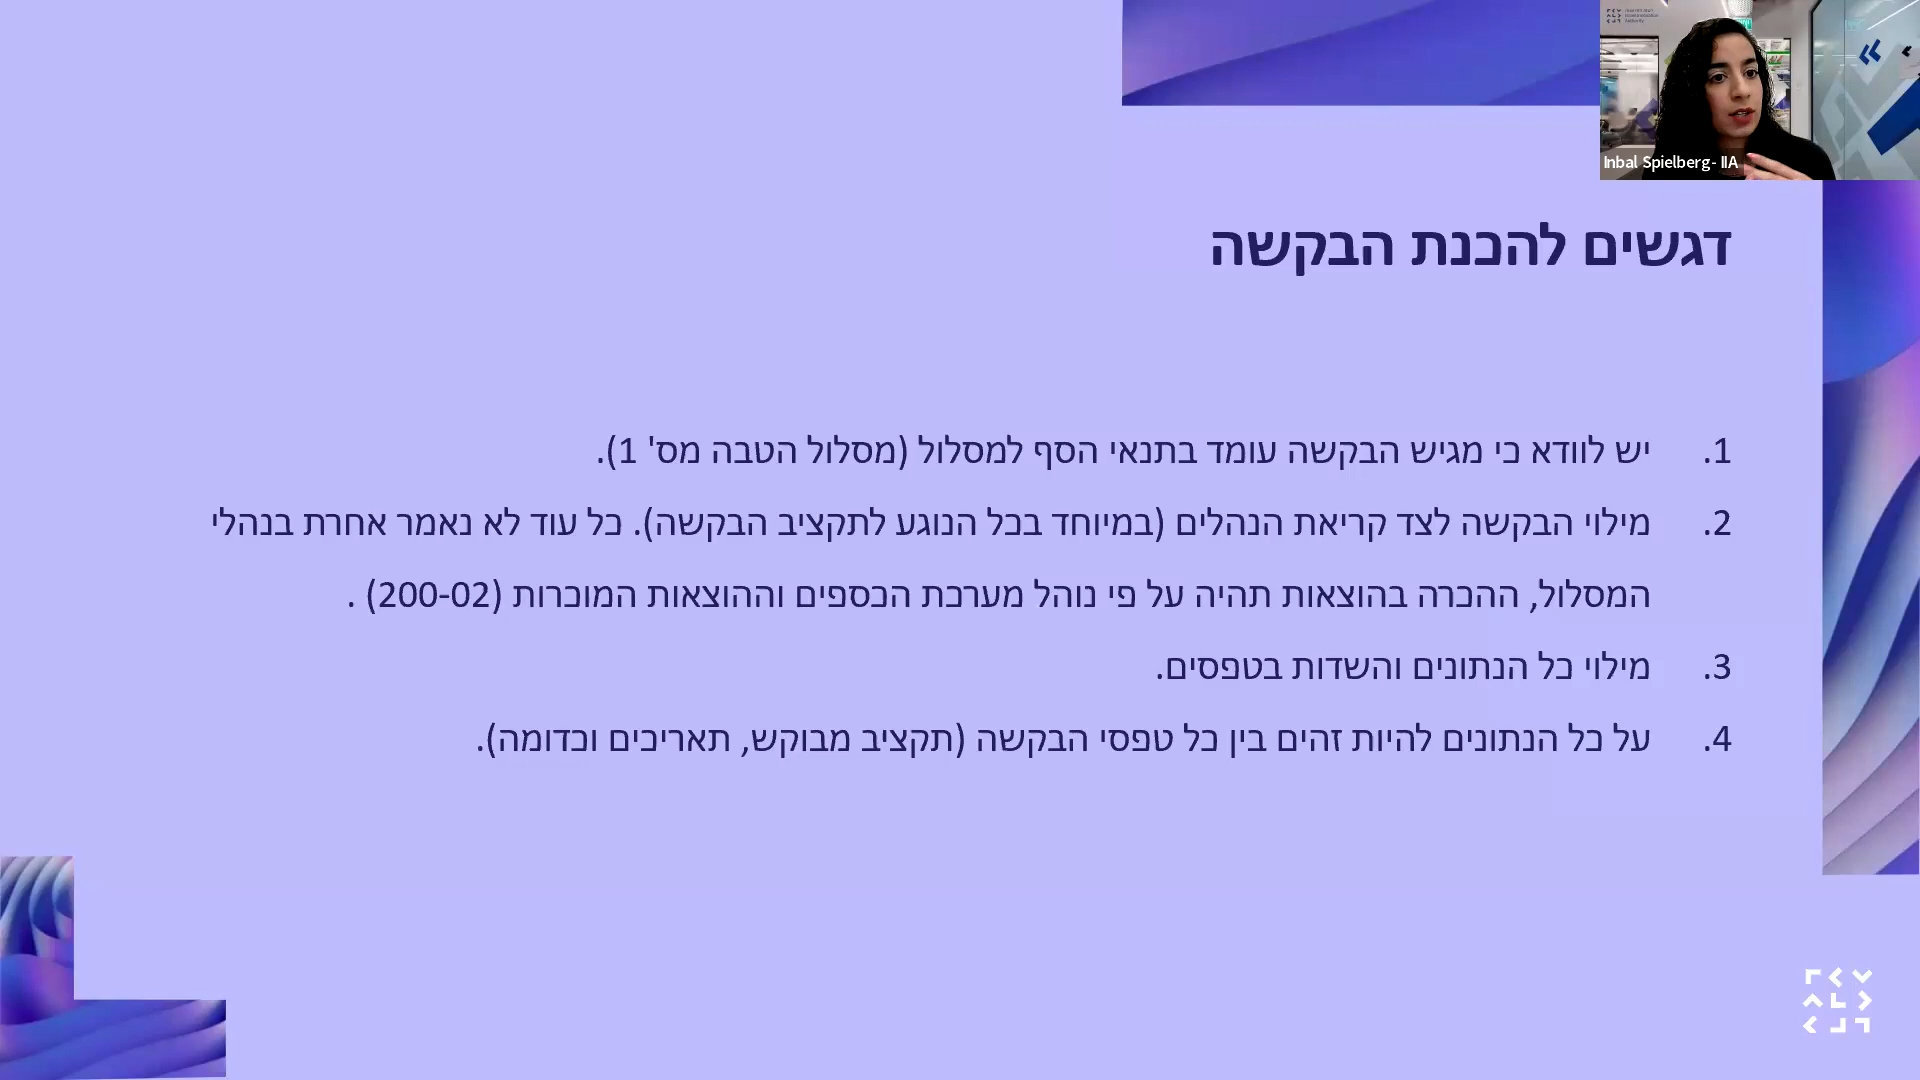 Inbal Spielberg- IIA
דגשים להכנת הבקשה
1. יש לוודא כי מגיש הבקשה עומד בתנאי הסף למסלול (מסלול הטבה מס' 1).
2. מילוי הבקשה לצד קריאת הנהלים (במיוחד בכל הנוגע לתקציב הבקשה). כל עוד לא נאמר אחרת בנהלי
המסלול, ההכרה בהוצאות תהיה על פי נוהל מערכת הכספים וההוצאות המוכרות (200-02) .
3. מילוי כל הנתונים והשדות בטפסים.
4. על כל הנתונים להיות זהים בין כל טפסי הבקשה (תקציב מבוקש, תאריכים וכדומה).